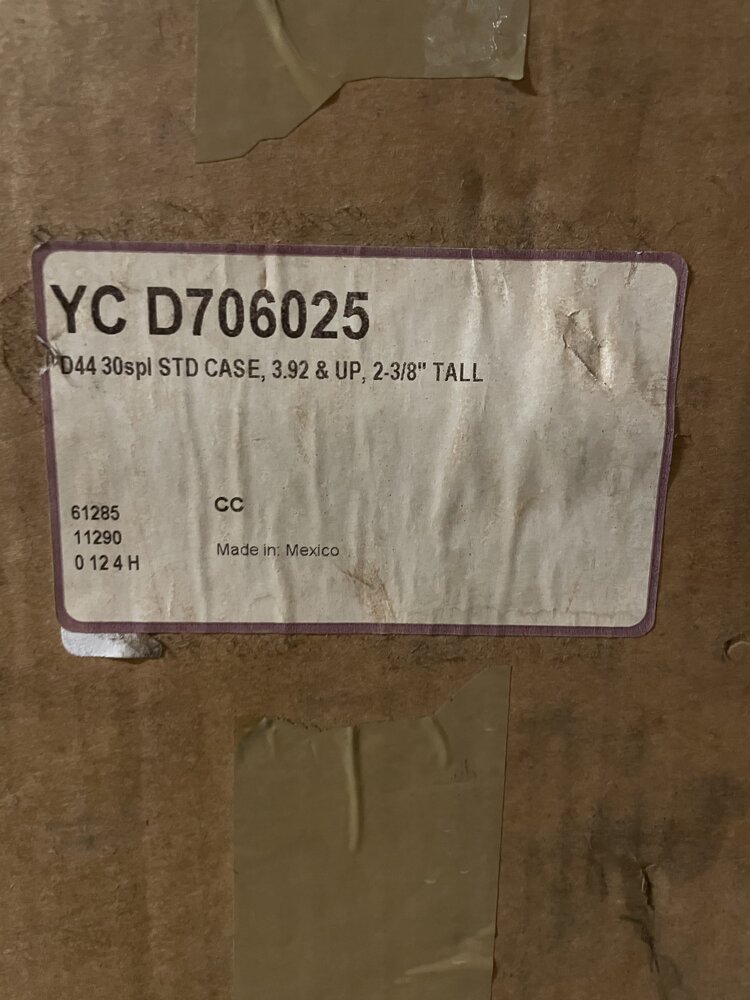 YC D706025
D44 30spl STD CASE, 3.92 & UP, 2-3/8" TALL
61285
CC
11290
Made in: Mexico
0 12 4 H